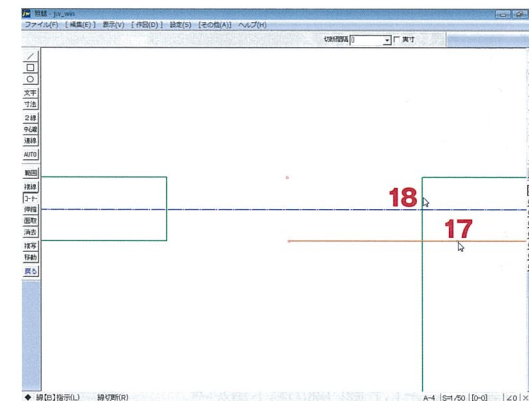 無題 - jw_win
ファイル(F) [編集(E)] 表示(V) [作図(D)] 設定(S) [その他(A)] ヘルプ(H)
切断間隔 0 実寸
文字
寸法
2線
中心線
連線
AUTO
範囲
複線
コーナー
伸縮
面取
消去
複写
移動
戻る
18
17
◆ 線【B】指示(L) 線切断(R)
A-4 S=1/50 [0-0] ∠0 ×